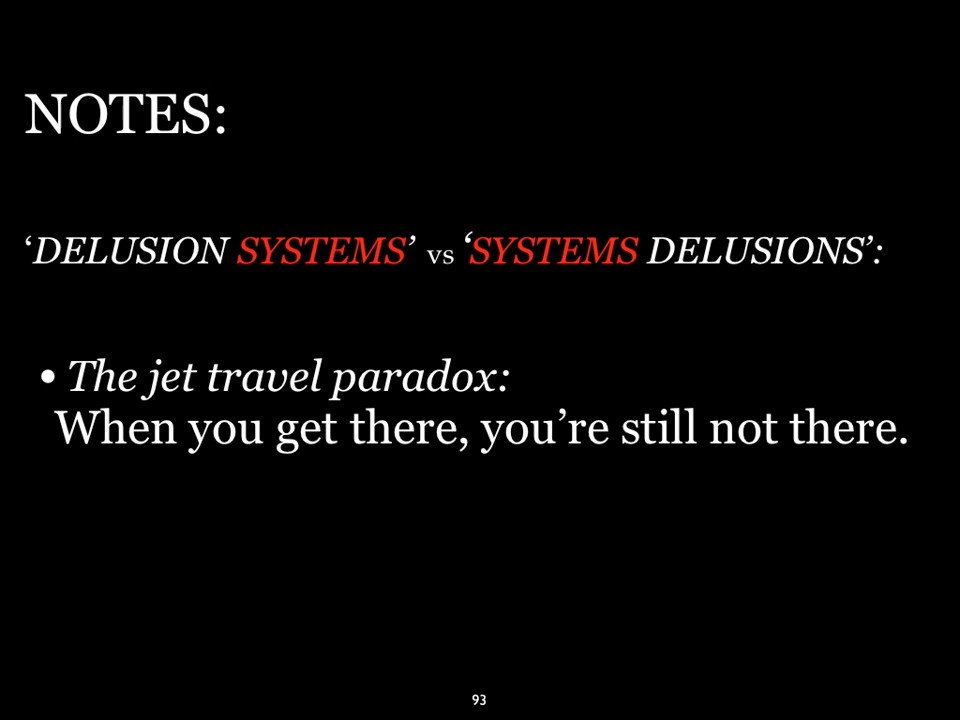 NOTES:
‘DELUSION SYSTEMS’ vs ‘SYSTEMS DELUSIONS’:
• The jet travel paradox:
When you get there, you’re still not there.
93